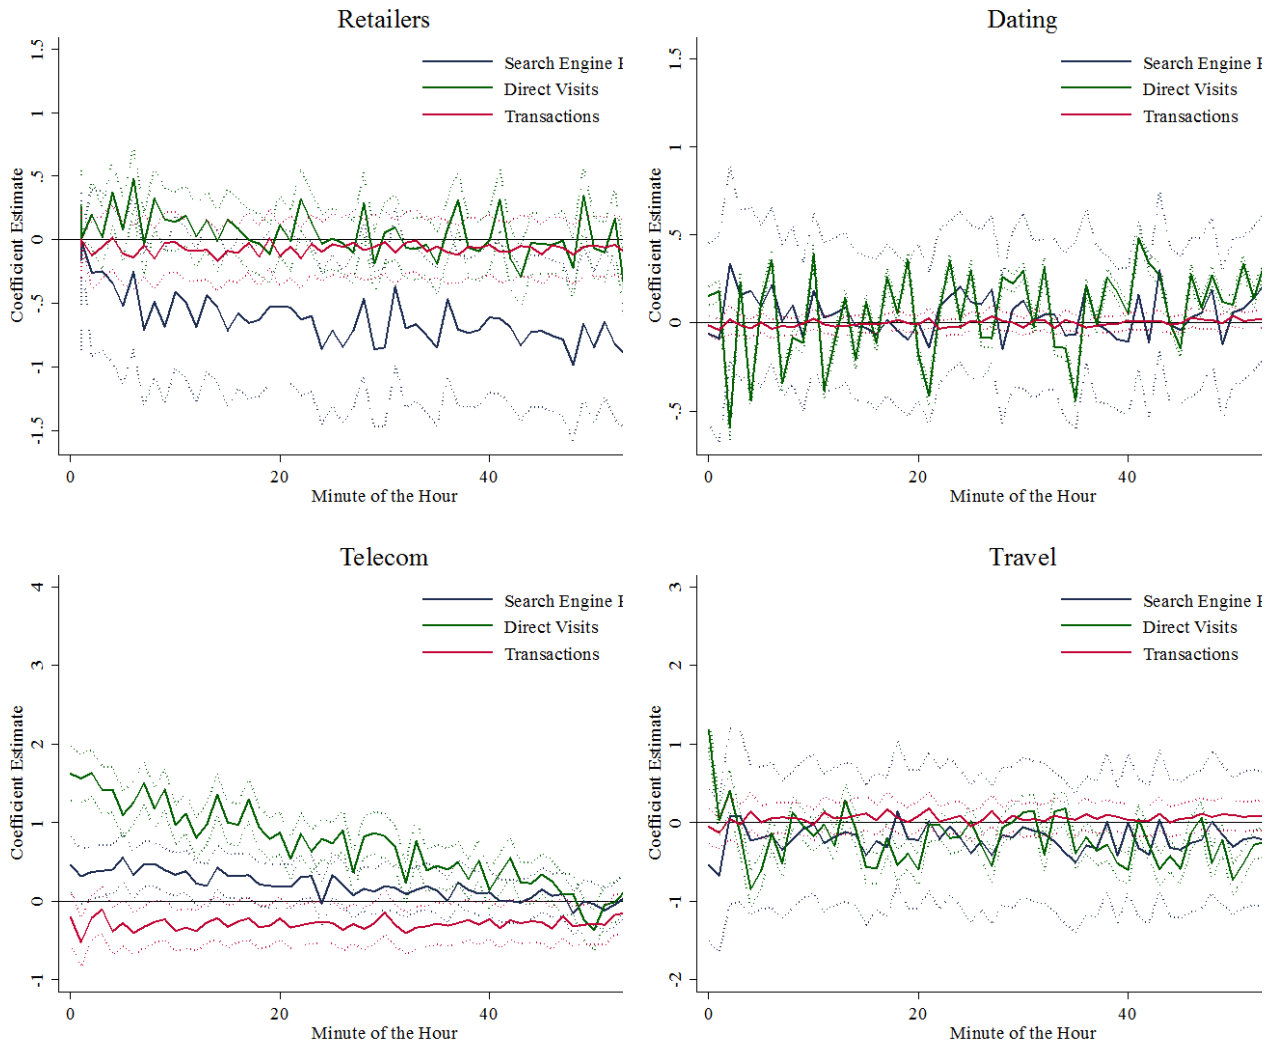 Retailers
Search Engine
Direct Visits
Transactions
1.5
1
.5
0
-.5
-1
-1.5
Coefficient Estimate
0 20 40
Minute of the Hour
Dating
Search Engine
Direct Visits
Transactions
1.5
1
.5
0
-.5
Coefficient Estimate
0 20 40
Minute of the Hour
Telecom
Search Engine
Direct Visits
Transactions
4
3
2
1
0
-1
Coefficient Estimate
0 20 40
Minute of the Hour
Travel
Search Engine
Direct Visits
Transactions
3
2
1
0
-1
-2
Coefficient Estimate
0 20 40
Minute of the Hour